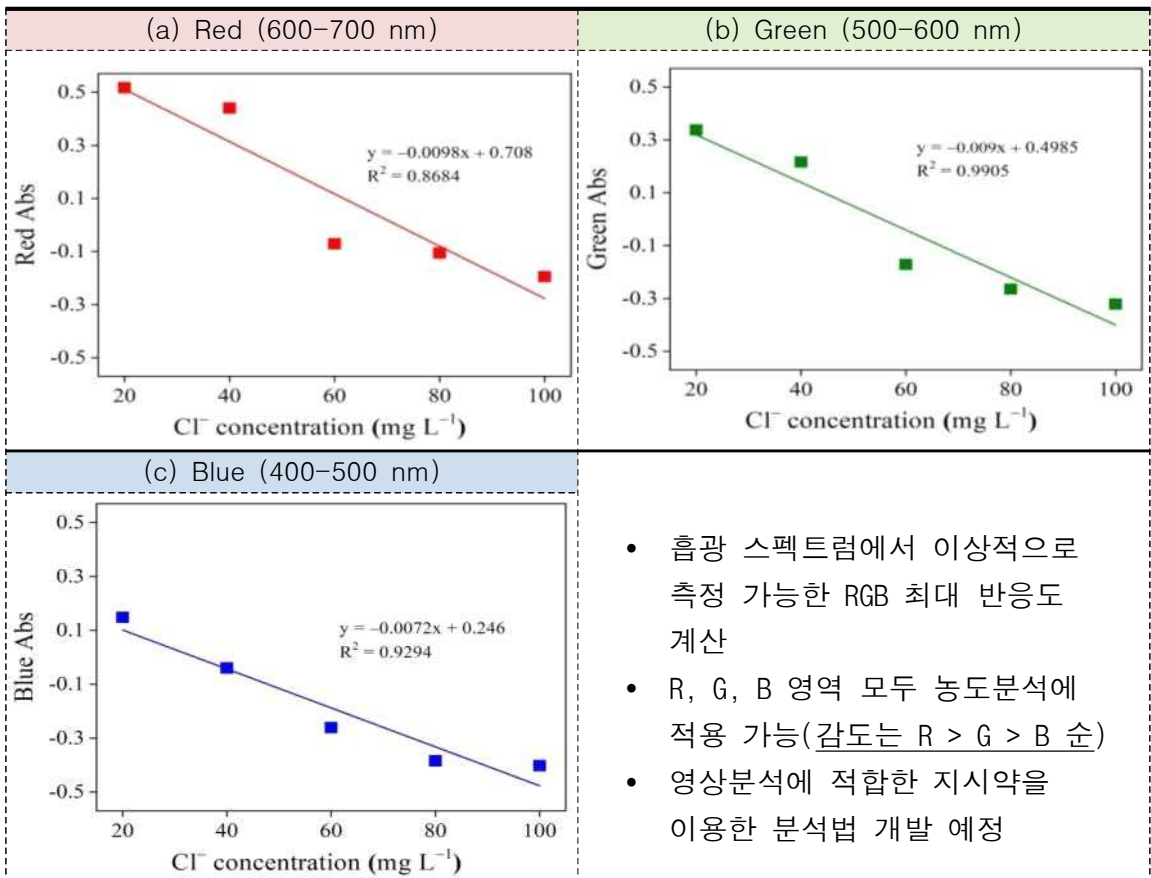 (a) Red (600-700 nm)
0.5
0.3
0.1
-0.1
-0.3
-0.5
Red Abs
y = −0.0098x + 0.708
R² = 0.8684
20 40 60 80 100
Cl⁻ concentration (mg L⁻¹)
(b) Green (500-600 nm)
0.5
0.3
0.1
-0.1
-0.3
-0.5
Green Abs
y = −0.009x + 0.4985
R² = 0.9905
20 40 60 80 100
Cl⁻ concentration (mg L⁻¹)
(c) Blue (400-500 nm)
0.5
0.3
0.1
-0.1
-0.3
-0.5
Blue Abs
y = −0.0072x + 0.246
R² = 0.9294
20 40 60 80 100
Cl⁻ concentration (mg L⁻¹)
• 흡광 스펙트럼에서 이상적으로
측정 가능한 RGB 최대 반응도
계산
• R, G, B 영역 모두 농도분석에
적용 가능(감도는 R > G > B 순)
• 영상분석에 적합한 지시약을
이용한 분석법 개발 예정